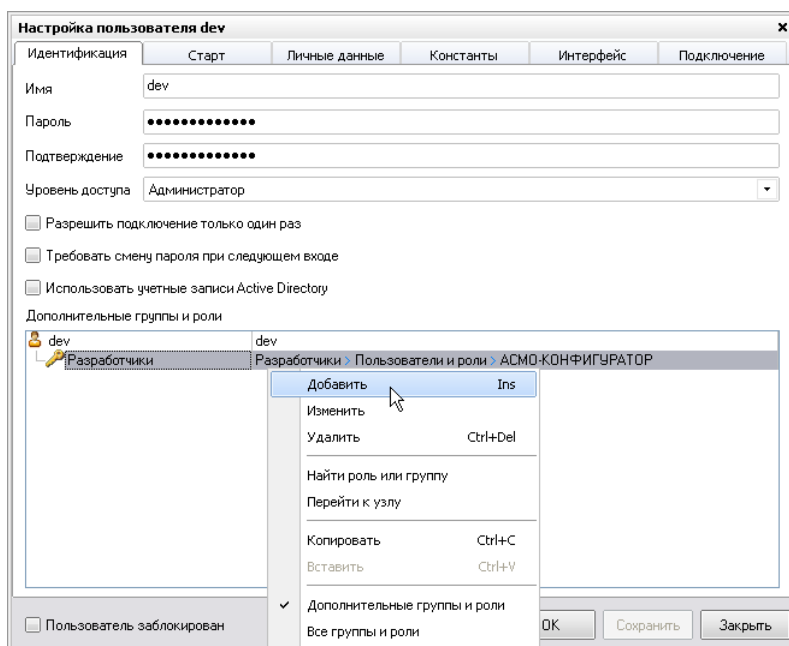 Настройка пользователя dev x
Идентификация Старт Личные данные Константы Интерфейс Подключение
Имя dev
Пароль •••••••••••••
Подтверждение •••••••••••••
Уровень доступа Администратор
Разрешить подключение только один раз
Требовать смену пароля при следующем входе
Использовать учетные записи Active Directory
Дополнительные группы и роли
dev dev
Разработчики Разработчики > Пользователи и роли > АСМО-КОНФИГУРАТОР
Добавить Ins
Изменить
Удалить Ctrl+Del
Найти роль или группу
Перейти к узлу
Копировать Ctrl+C
Вставить Ctrl+V
Дополнительные группы и роли
Все группы и роли
Пользователь заблокирован OK Сохранить Закрыть